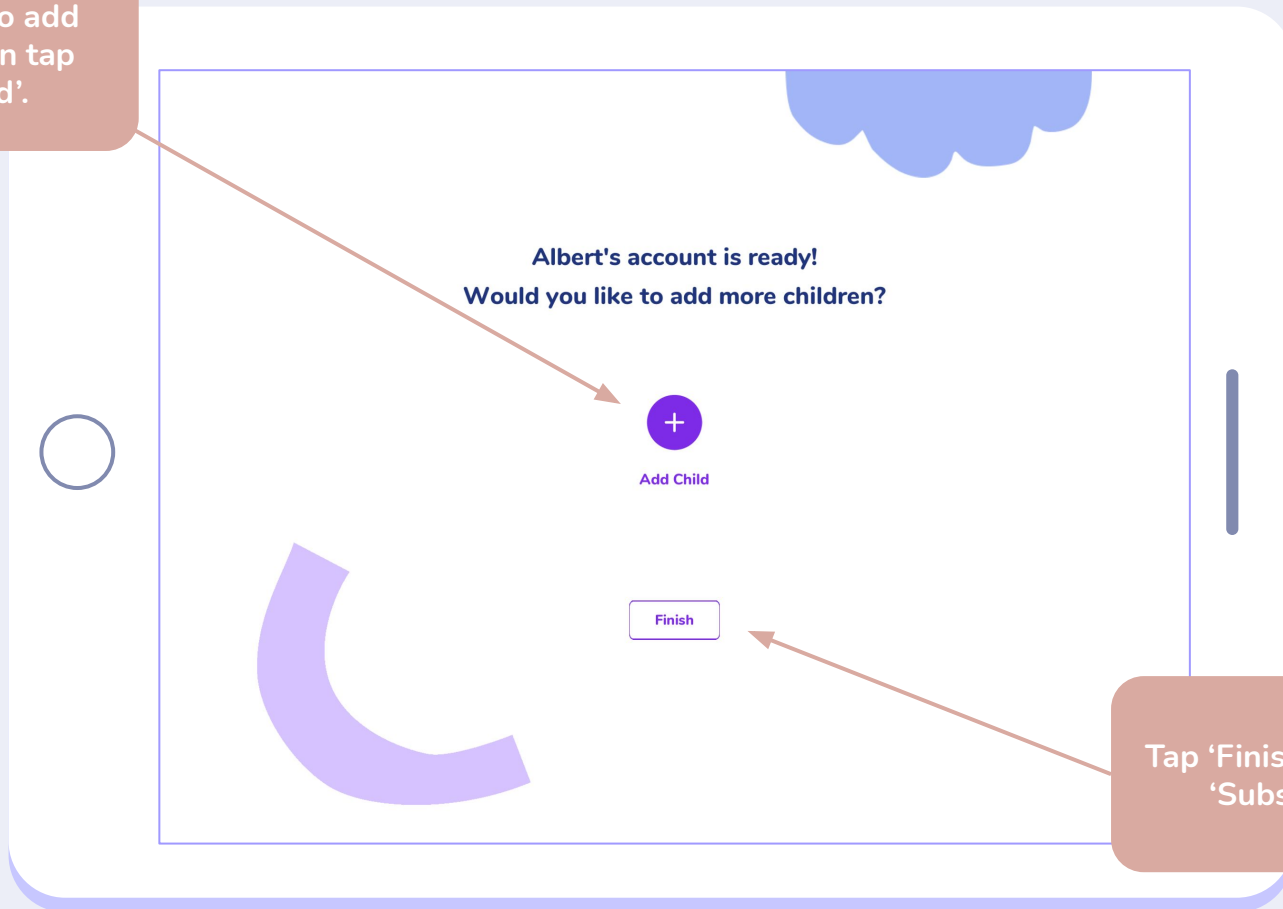 o add
n tap
d’.
Albert's account is ready!
Would you like to add more children?
Add Child
Finish
Tap ‘Finis
‘Subs